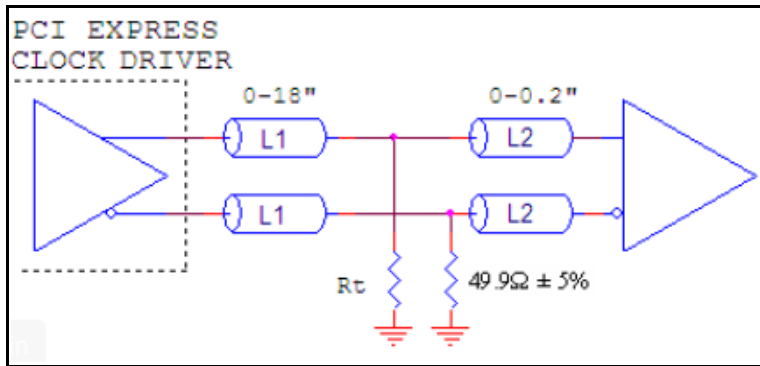 PCI EXPRESS
CLOCK DRIVER
0-18"
0-0.2"
L1
L2
L1
L2
Rt
49.9Ω ± 5%